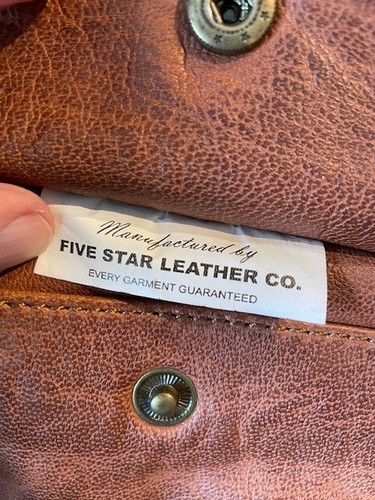 Manufactured by
FIVE STAR LEATHER CO.
EVERY GARMENT GUARANTEED